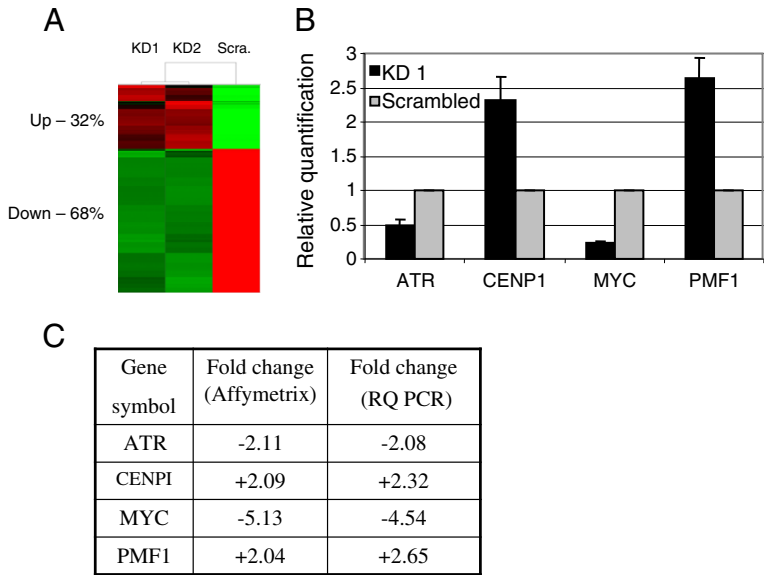 A
KD1 KD2 Scra.
Up – 32%
Down – 68%
B
Relative quantification
3
2.5
2
1.5
1
0.5
0
KD 1
Scrambled
ATR CENP1 MYC PMF1
C
Gene symbol
Fold change (Affymetrix)
Fold change (RQ PCR)
ATR -2.11 -2.08
CENPI +2.09 +2.32
MYC -5.13 -4.54
PMF1 +2.04 +2.65